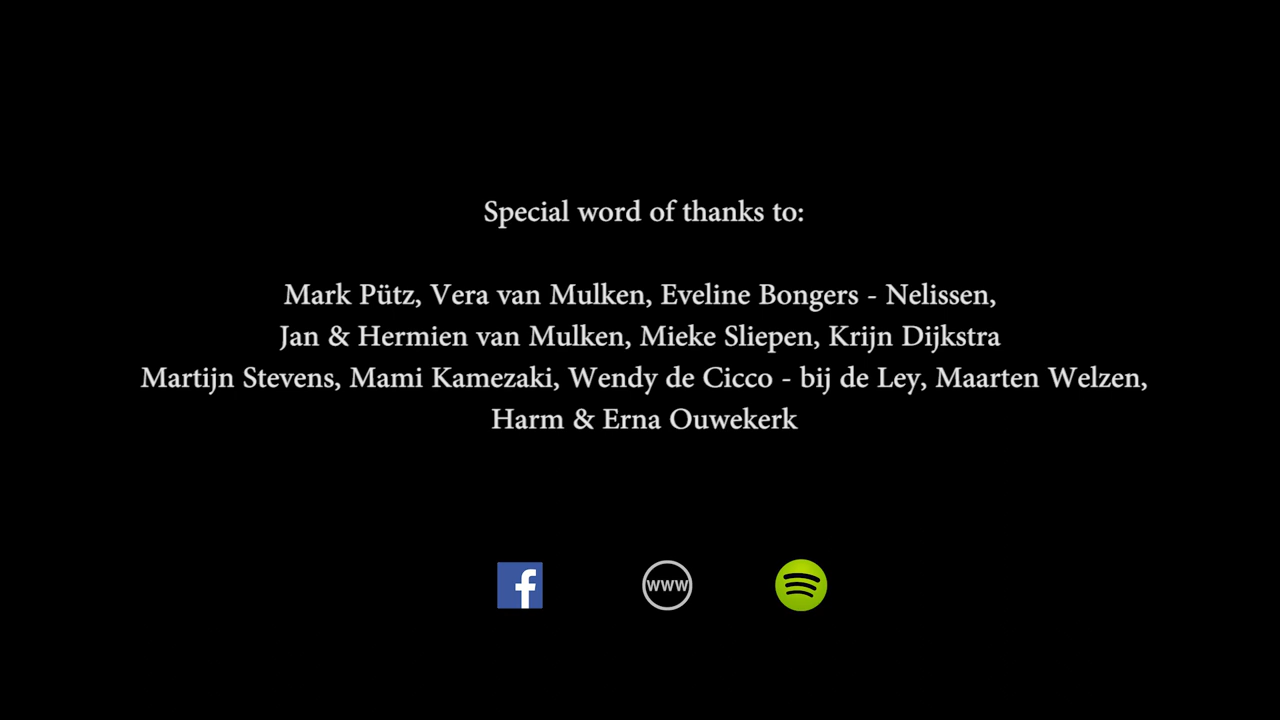 Special word of thanks to:
Mark Pütz, Vera van Mulken, Eveline Bongers - Nelissen,
Jan & Hermien van Mulken, Mieke Sliepen, Krijn Dijkstra
Martijn Stevens, Mami Kamezaki, Wendy de Cicco - bij de Ley, Maarten Welzen,
Harm & Erna Ouwekerk
f
WWW